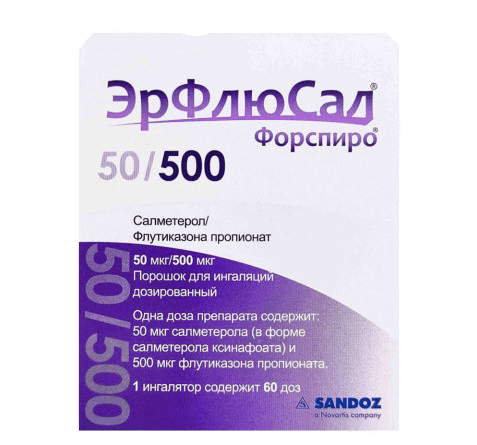 ЭрФлюСал®
Форспиро®
50/500
Салметерол/
Флутиказона пропионат
50 мкг/500 мкг
Порошок для ингаляций
дозированный
50/500
Одна доза препарата содержит:
50 мкг салметерола (в форме
салметерола ксинафоата) и
500 мкг флутиказона пропионата.
1 ингалятор содержит 60 доз
SANDOZ
a Novartis company